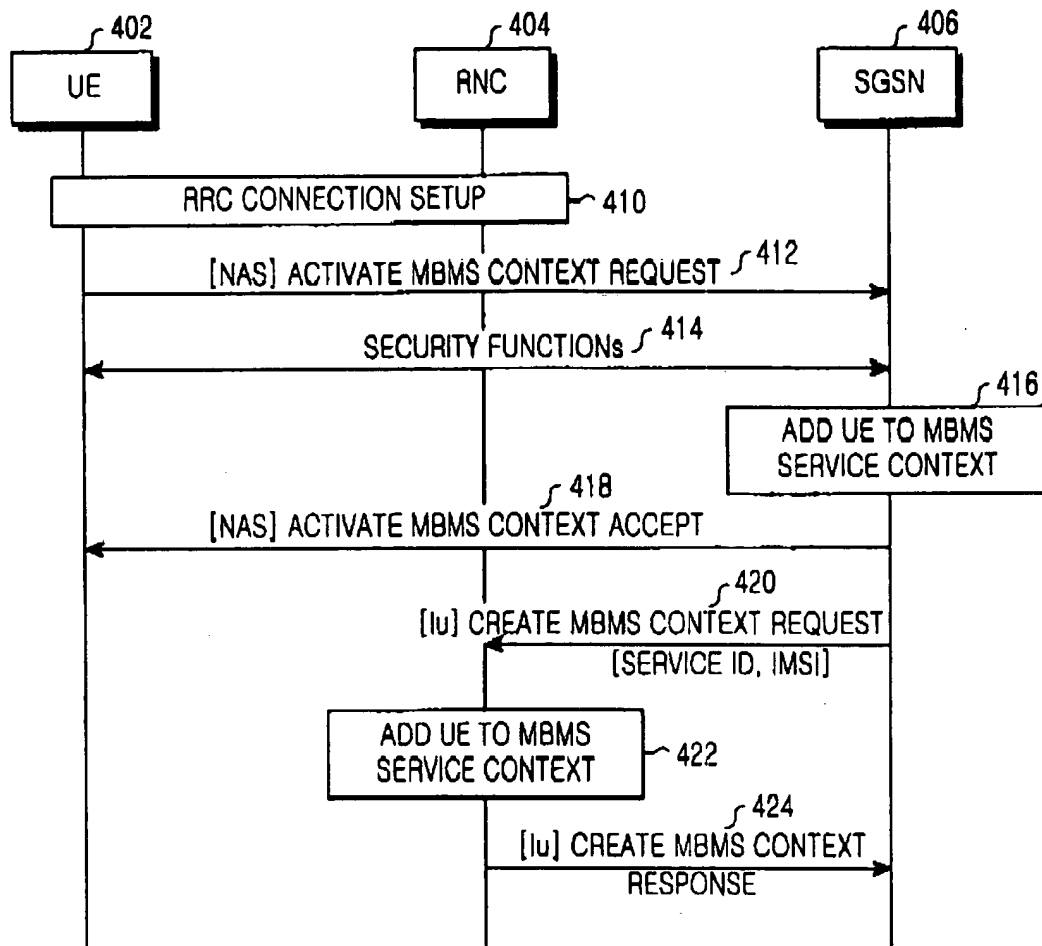 402
404
406
UE
RNC
SGSN
RRC CONNECTION SETUP
410
[NAS] ACTIVATE MBMS CONTEXT REQUEST
412
SECURITY FUNCTIONs
414
416
ADD UE TO MBMS
SERVICE CONTEXT
418
[NAS] ACTIVATE MBMS CONTEXT ACCEPT
420
[Iu] CREATE MBMS CONTEXT REQUEST
[SERVICE ID, IMSI]
ADD UE TO MBMS
SERVICE CONTEXT
422
424
[Iu] CREATE MBMS CONTEXT
RESPONSE